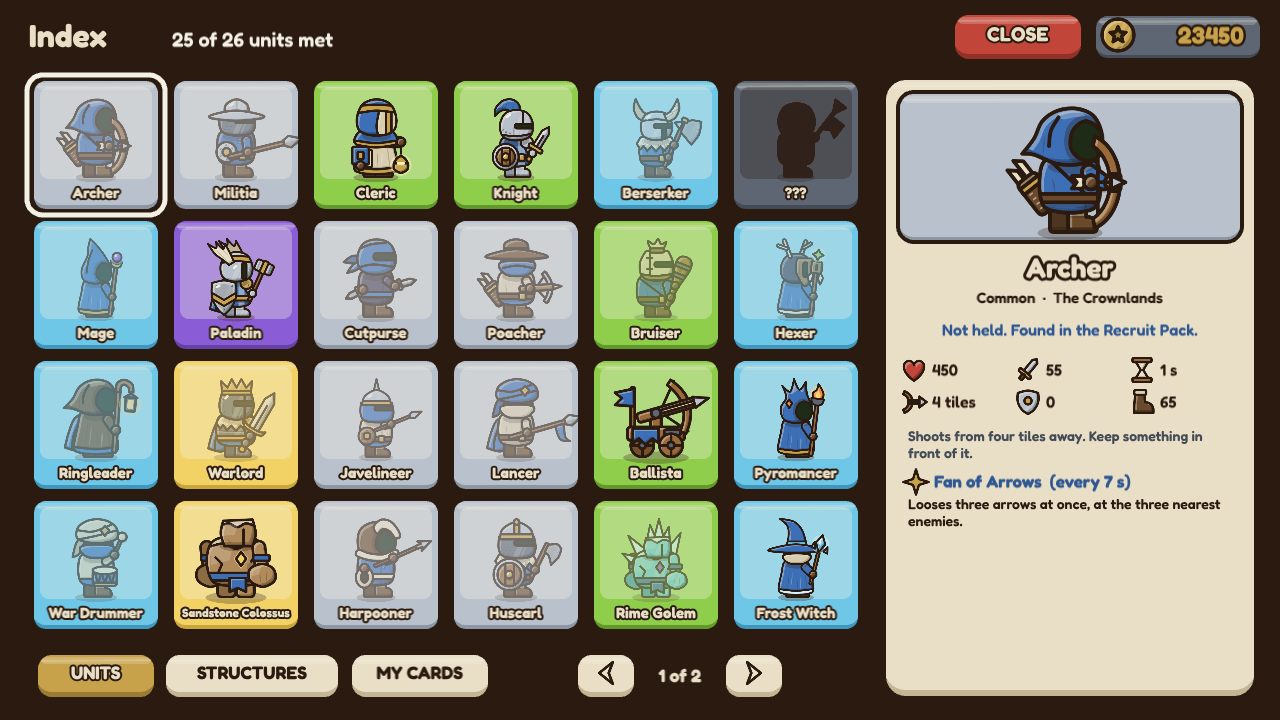 Index
25 of 26 units met
CLOSE
23450
Archer
Militia
Cleric
Knight
Berserker
???
Mage
Paladin
Cutpurse
Poacher
Bruiser
Hexer
Ringleader
Warlord
Javelineer
Lancer
Ballista
Pyromancer
War Drummer
Sandstone Colossus
Harpooner
Huscarl
Rime Golem
Frost Witch
UNITS
STRUCTURES
MY CARDS
1 of 2
Archer
Common · The Crownlands
Not held. Found in the Recruit Pack.
450
55
1 s
4 tiles
0
65
Shoots from four tiles away. Keep something in
front of it.
Fan of Arrows (every 7 s)
Looses three arrows at once, at the three nearest
enemies.